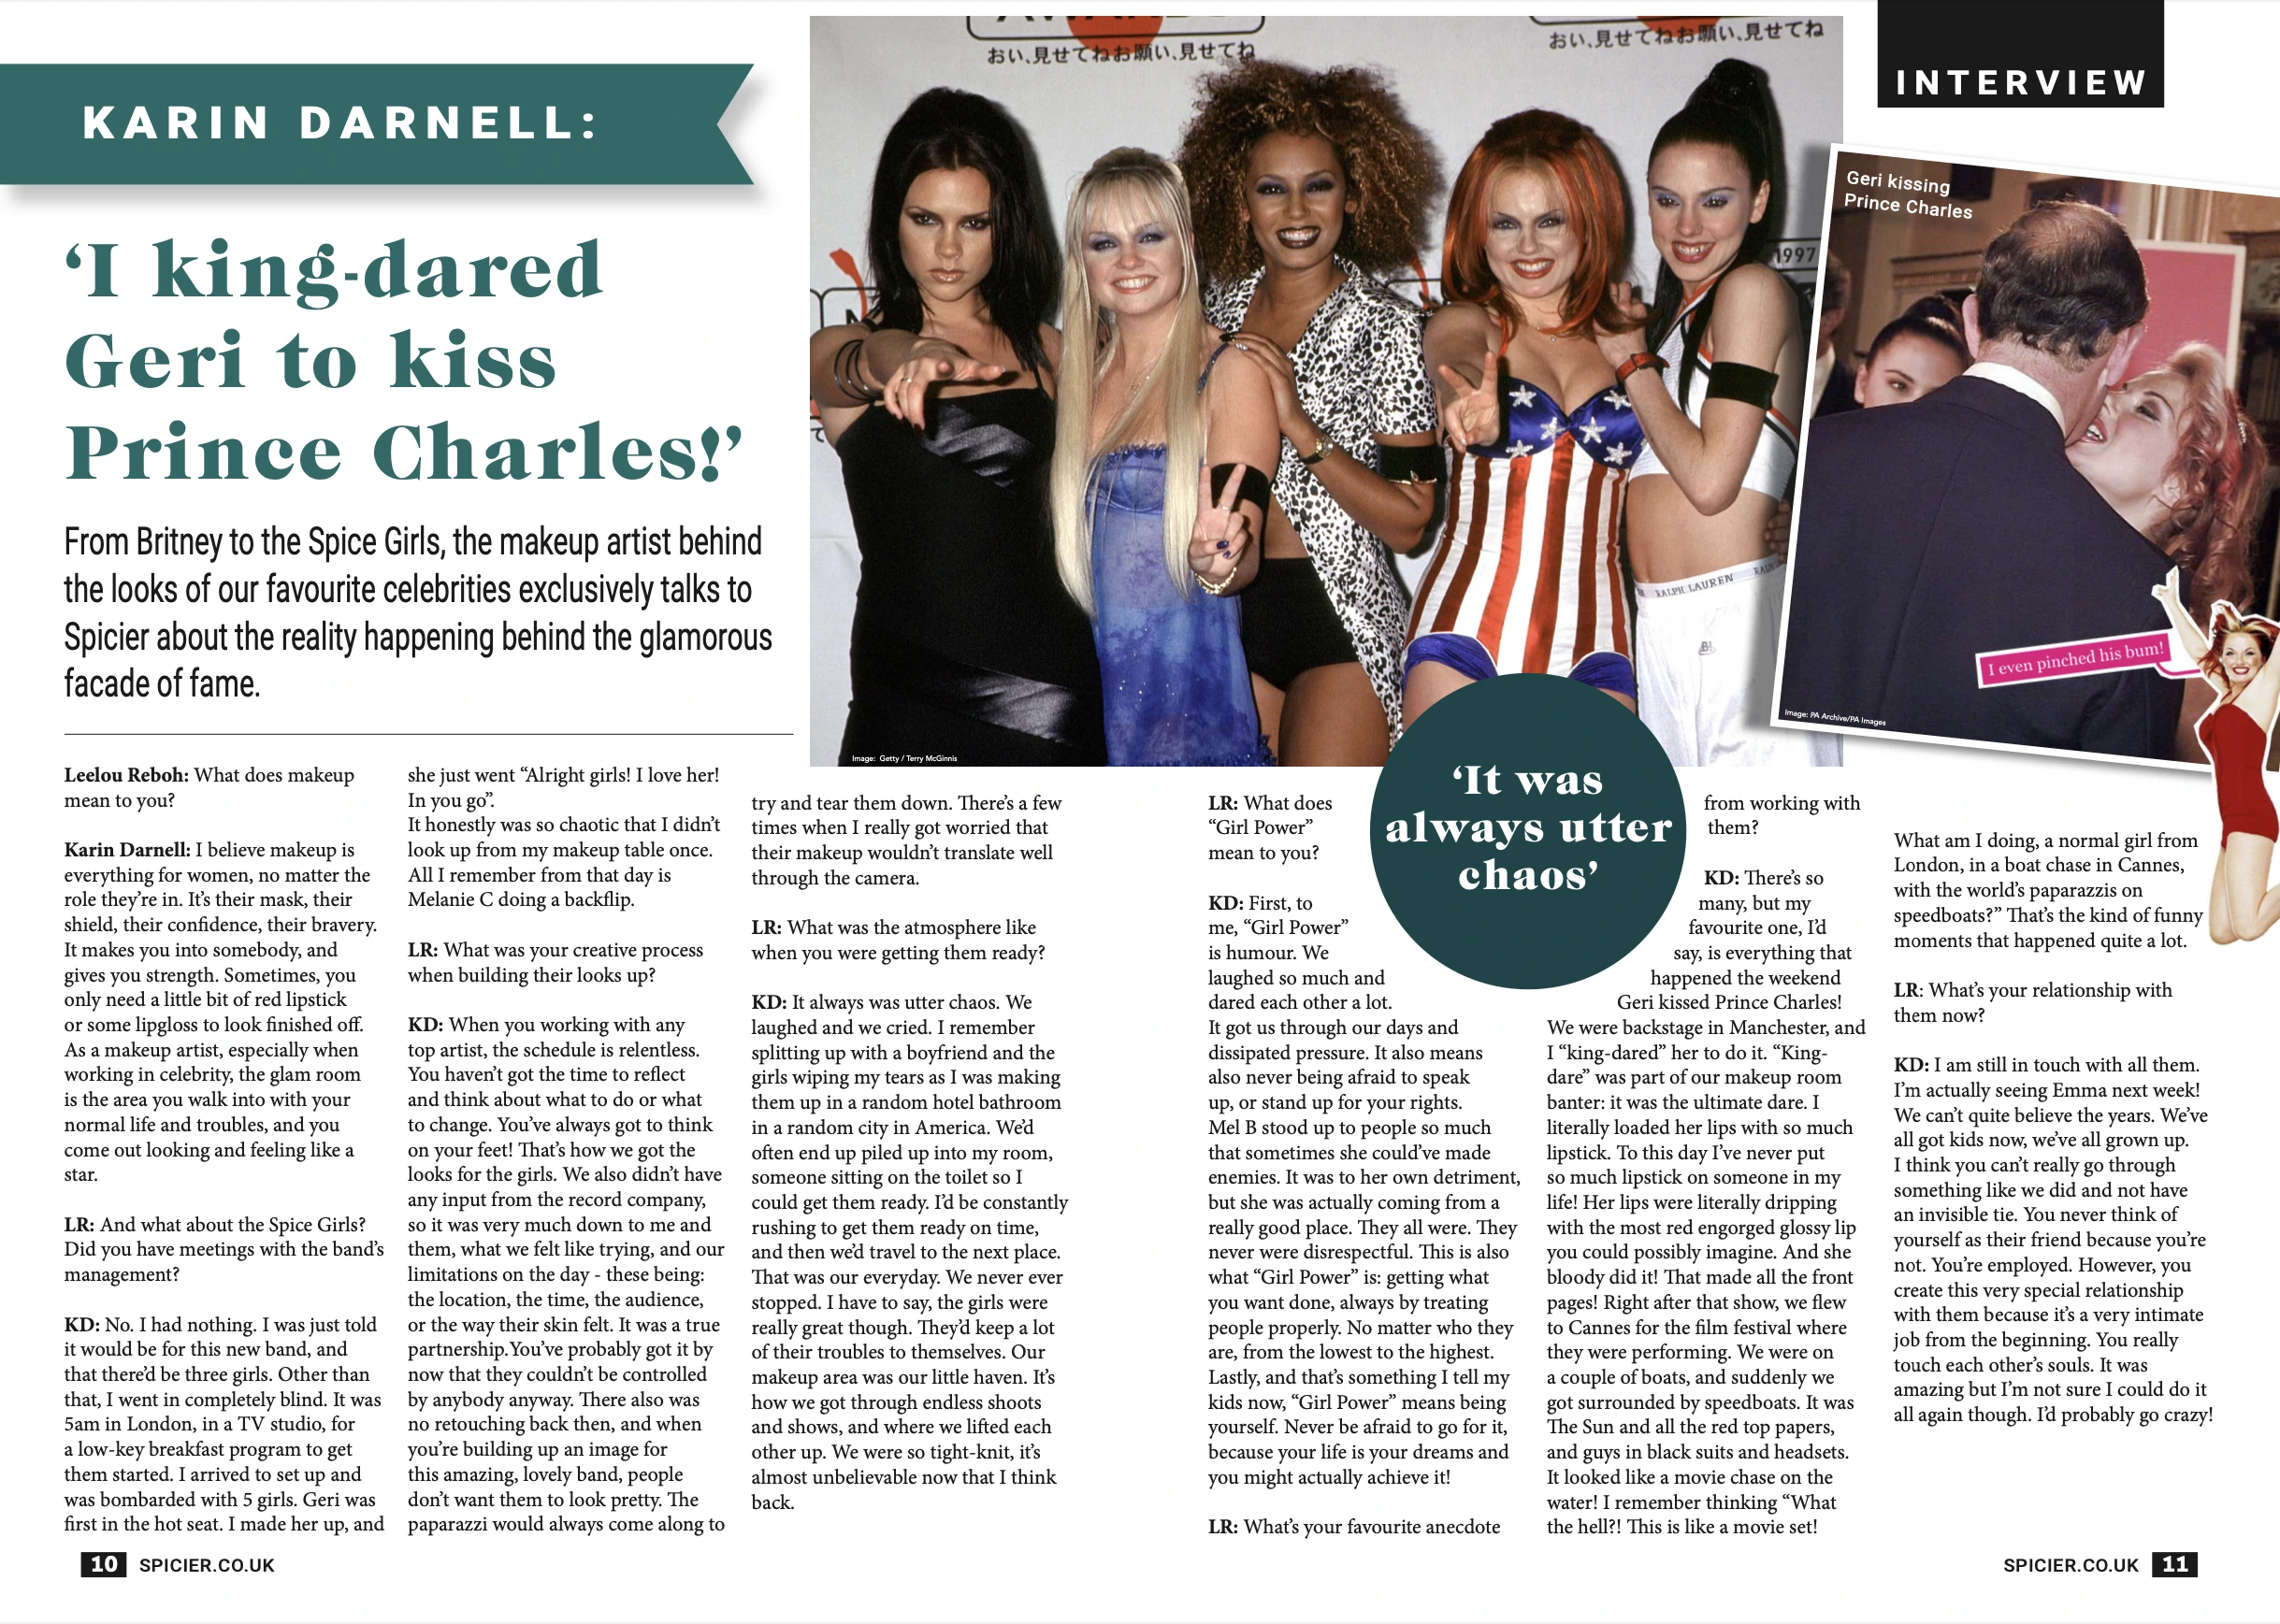 KARIN DARNELL:
‘I king-dared
Geri to kiss
Prince Charles!’
From Britney to the Spice Girls, the makeup artist behind
the looks of our favourite celebrities exclusively talks to
Spicier about the reality happening behind the glamorous
facade of fame.
おい､見せてねお願い､見せてね
おい､見せてねお願い､見せてね
1997
RALPH LAUREN
Image: Getty / Terry McGinnis
INTERVIEW
Geri kissing
Prince Charles
I even pinched his bum!
Image: PA Archive/PA Images
Leelou Reboh: What does makeup
mean to you?
Karin Darnell: I believe makeup is
everything for women, no matter the
role they’re in. It’s their mask, their
shield, their confidence, their bravery.
It makes you into somebody, and
gives you strength. Sometimes, you
only need a little bit of red lipstick
or some lipgloss to look finished off.
As a makeup artist, especially when
working in celebrity, the glam room
is the area you walk into with your
normal life and troubles, and you
come out looking and feeling like a
star.
LR: And what about the Spice Girls?
Did you have meetings with the band’s
management?
KD: No. I had nothing. I was just told
it would be for this new band, and
that there’d be three girls. Other than
that, I went in completely blind. It was
5am in London, in a TV studio, for
a low-key breakfast program to get
them started. I arrived to set up and
was bombarded with 5 girls. Geri was
first in the hot seat. I made her up, and
she just went “Alright girls! I love her!
In you go”.
It honestly was so chaotic that I didn’t
look up from my makeup table once.
All I remember from that day is
Melanie C doing a backflip.
LR: What was your creative process
when building their looks up?
KD: When you working with any
top artist, the schedule is relentless.
You haven’t got the time to reflect
and think about what to do or what
to change. You’ve always got to think
on your feet! That’s how we got the
looks for the girls. We also didn’t have
any input from the record company,
so it was very much down to me and
them, what we felt like trying, and our
limitations on the day - these being:
the location, the time, the audience,
or the way their skin felt. It was a true
partnership.You’ve probably got it by
now that they couldn’t be controlled
by anybody anyway. There also was
no retouching back then, and when
you’re building up an image for
this amazing, lovely band, people
don’t want them to look pretty. The
paparazzi would always come along to
try and tear them down. There’s a few
times when I really got worried that
their makeup wouldn’t translate well
through the camera.
LR: What was the atmosphere like
when you were getting them ready?
KD: It always was utter chaos. We
laughed and we cried. I remember
splitting up with a boyfriend and the
girls wiping my tears as I was making
them up in a random hotel bathroom
in a random city in America. We’d
often end up piled up into my room,
someone sitting on the toilet so I
could get them ready. I’d be constantly
rushing to get them ready on time,
and then we’d travel to the next place.
That was our everyday. We never ever
stopped. I have to say, the girls were
really great though. They’d keep a lot
of their troubles to themselves. Our
makeup area was our little haven. It’s
how we got through endless shoots
and shows, and where we lifted each
other up. We were so tight-knit, it’s
almost unbelievable now that I think
back.
LR: What does
“Girl Power”
mean to you?
KD: First, to
me, “Girl Power”
is humour. We
laughed so much and
dared each other a lot.
It got us through our days and
dissipated pressure. It also means
also never being afraid to speak
up, or stand up for your rights.
Mel B stood up to people so much
that sometimes she could’ve made
enemies. It was to her own detriment,
but she was actually coming from a
really good place. They all were. They
never were disrespectful. This is also
what “Girl Power” is: getting what
you want done, always by treating
people properly. No matter who they
are, from the lowest to the highest.
Lastly, and that’s something I tell my
kids now, “Girl Power” means being
yourself. Never be afraid to go for it,
because your life is your dreams and
you might actually achieve it!
LR: What’s your favourite anecdote
‘It was
always utter
chaos’
from working with
them?
KD: There’s so
many, but my
favourite one, I’d
say, is everything that
happened the weekend
Geri kissed Prince Charles!
We were backstage in Manchester, and
I “king-dared” her to do it. “King-
dare” was part of our makeup room
banter: it was the ultimate dare. I
literally loaded her lips with so much
lipstick. To this day I’ve never put
so much lipstick on someone in my
life! Her lips were literally dripping
with the most red engorged glossy lip
you could possibly imagine. And she
bloody did it! That made all the front
pages! Right after that show, we flew
to Cannes for the film festival where
they were performing. We were on
a couple of boats, and suddenly we
got surrounded by speedboats. It was
The Sun and all the red top papers,
and guys in black suits and headsets.
It looked like a movie chase on the
water! I remember thinking “What
the hell?! This is like a movie set!
What am I doing, a normal girl from
London, in a boat chase in Cannes,
with the world’s paparazzis on
speedboats?” That’s the kind of funny
moments that happened quite a lot.
LR: What’s your relationship with
them now?
KD: I am still in touch with all them.
I’m actually seeing Emma next week!
We can’t quite believe the years. We’ve
all got kids now, we’ve all grown up.
I think you can’t really go through
something like we did and not have
an invisible tie. You never think of
yourself as their friend because you’re
not. You’re employed. However, you
create this very special relationship
with them because it’s a very intimate
job from the beginning. You really
touch each other’s souls. It was
amazing but I’m not sure I could do it
all again though. I’d probably go crazy!
10 SPICIER.CO.UK
SPICIER.CO.UK 11